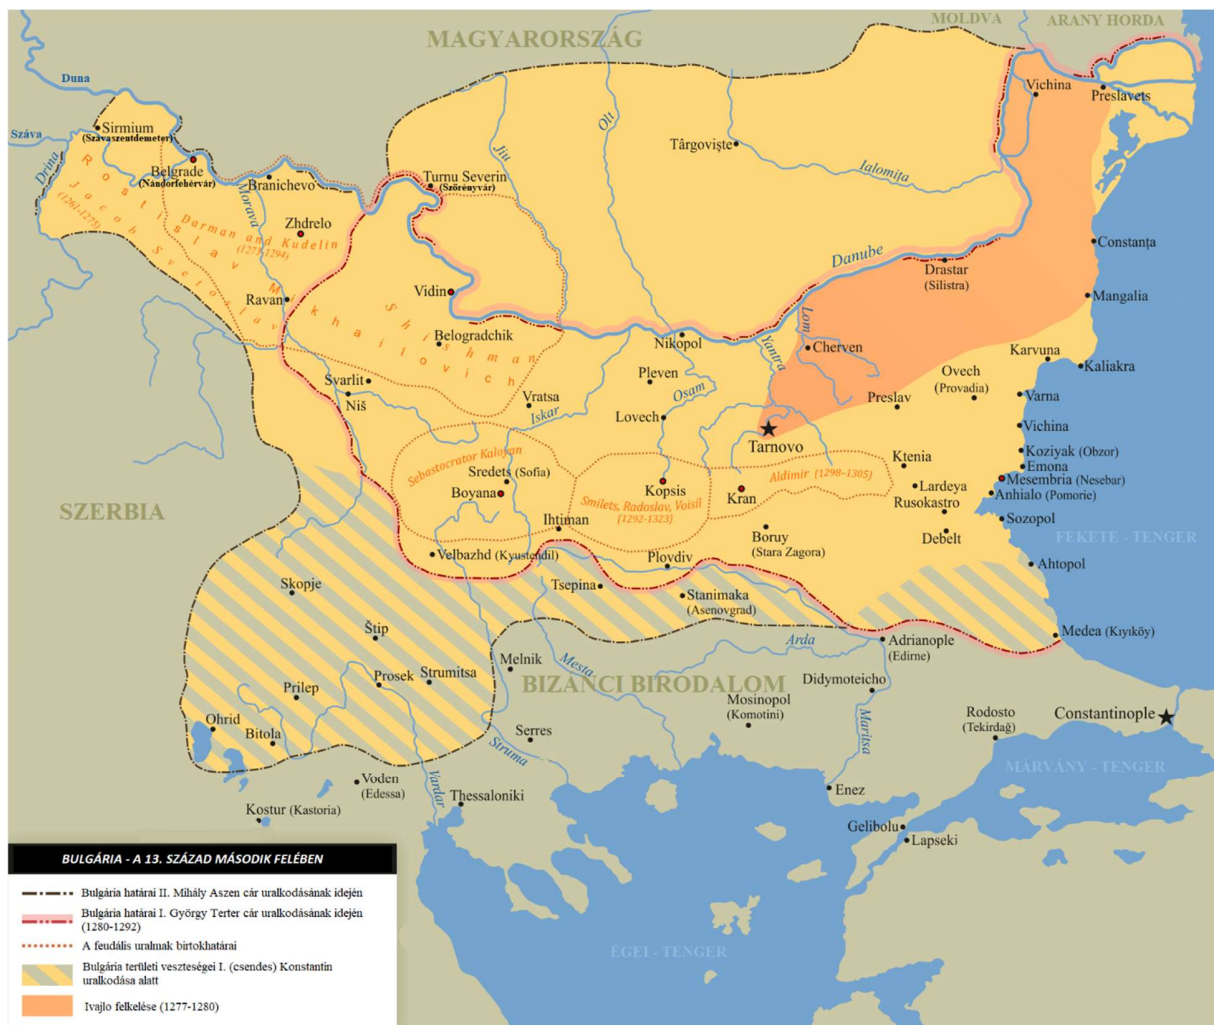 MOLDVA
ARANY HORDA
MAGYARORSZÁG
Duna
Vichina
Preslavets
Sirmium
(Szávaszentdemeter)
Olt
Száva
Târgoviște
Jiu
Drina
Belgrade
(Nándorfehérvár)
Ialomița
Branichevo
Turnu Severin
(Szörényvár)
Morava
Rostislav Mikhailovich
Jacob Svetoslav
(1261-1275)
Darman and Kudelin
(1273-1294)
Zhdrelo
Danube
Constanța
Drastar
(Silistra)
Vidin
Ravan
Mangalia
Shishman
Lom
Belogradchik
Nikopol
Yantra
Cherven
Karvuna
Kaliakra
Pleven
Ovech
(Provadia)
Svarlit
Niš
Vratsa
Osam
Preslav
Varna
Iskar
Lovech
Vichina
Tarnovo
Sebastocrator Kaloyan
Ktenia
Koziyak (Obzor)
Emona
Sredets (Sofia)
Boyana
Kopsis
Smilets, Radoslav, Voisil
(1292-1323)
Kran
Aldimir (1298-1305)
Mesembria (Nesebar)
Lardeya
Anhialo (Pomorie)
Rusokastro
SZERBIA
Ihtiman
Sozopol
Boruy
(Stara Zagora)
Debelt
FEKETE - TENGER
Velbazhd (Kyustendil)
Plovdiv
Ahtopol
Skopje
Tsepina
Stanimaka
(Asenovgrad)
Štip
Arda
Adrianople
(Edirne)
Medea (Kıyıköy)
Melnik
Mesta
Prosek
Strumitsa
BIZÁNCI BIRODALOM
Didymoteicho
Prilep
Mosinopol
(Komotini)
Rodosto
(Tekirdağ)
Constantinople
Ohrid
Bitola
Serres
Struma
Maritsa
MÁRVÁNY - TENGER
Voden
(Edessa)
Vardar
Thessaloniki
Enez
Kostur (Kastoria)
Gelibolu
Lapseki
BULGÁRIA - A 13. SZÁZAD MÁSODIK FELÉBEN
Bulgária határai II. Mihály Aszen cár uralkodásának idején
Bulgária határai I. György Terter cár uralkodásának idején
(1280-1292)
A feudális uralmak birtokhatárai
Bulgária területi veszteségei I. (csendes) Konstantin
uralkodása alatt
Ivajlo felkelése (1277-1280)
ÉGEI - TENGER